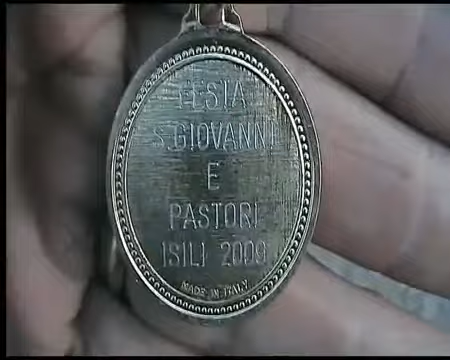 FESTA
S.GIOVANNI
E
PASTORI
ISILI 2009
MADE IN ITALY